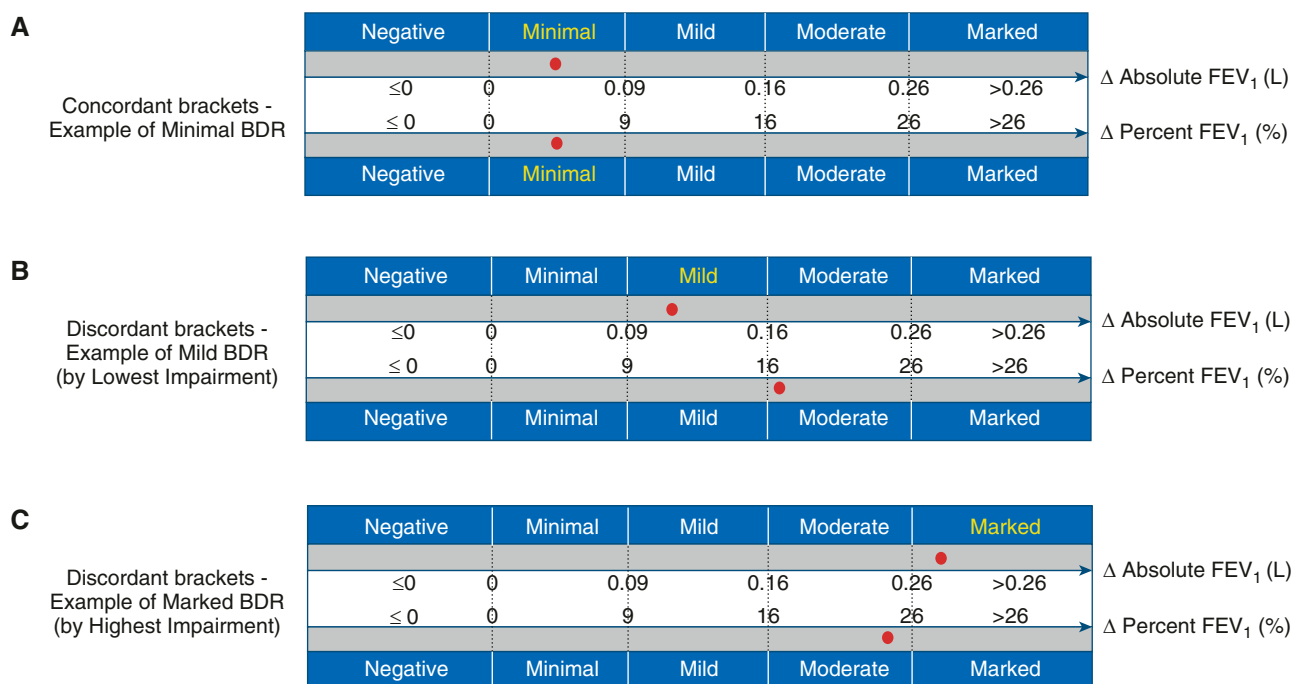 A
Negative Minimal Mild Moderate Marked
Δ Absolute FEV₁ (L)
≤0 0 0.09 0.16 0.26 >0.26
Concordant brackets -
Example of Minimal BDR
≤ 0 0 9 16 26 >26
Δ Percent FEV₁ (%)
Negative Minimal Mild Moderate Marked
B
Negative Minimal Mild Moderate Marked
Δ Absolute FEV₁ (L)
≤0 0 0.09 0.16 0.26 >0.26
Discordant brackets -
Example of Mild BDR
(by Lowest Impairment)
≤ 0 0 9 16 26 >26
Δ Percent FEV₁ (%)
Negative Minimal Mild Moderate Marked
C
Negative Minimal Mild Moderate Marked
Δ Absolute FEV₁ (L)
≤0 0 0.09 0.16 0.26 >0.26
Discordant brackets -
Example of Marked BDR
(by Highest Impairment)
≤ 0 0 9 16 26 >26
Δ Percent FEV₁ (%)
Negative Minimal Mild Moderate Marked